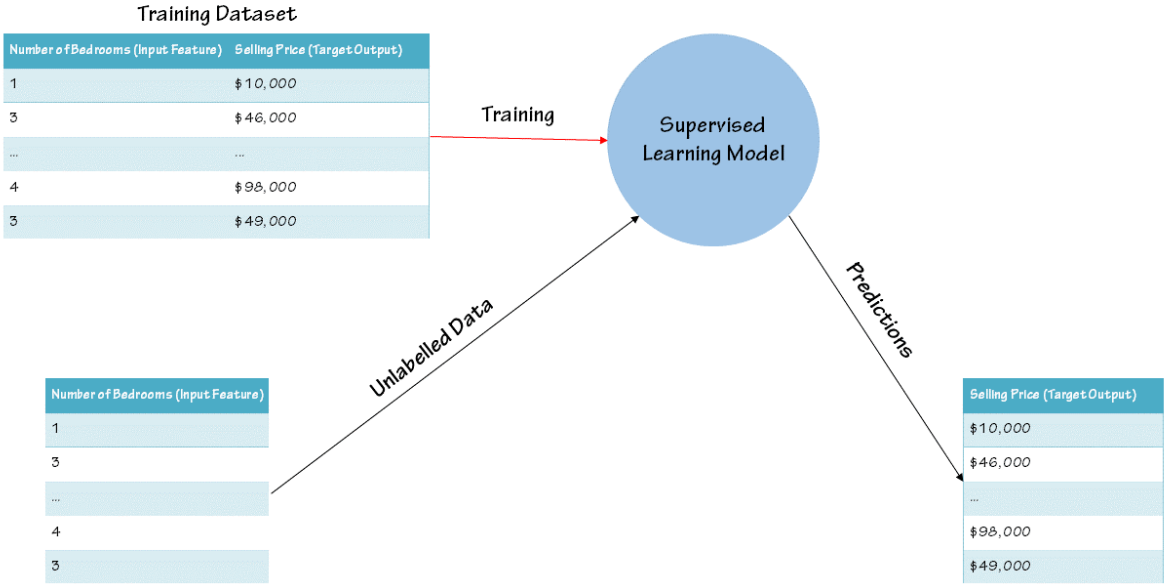 Training Dataset
Number of Bedrooms (Input Feature) Selling Price (Target Output)
1 $10,000
3 $46,000
... ...
4 $98,000
3 $49,000
Training
Supervised
Learning Model
Unlabelled Data
Predictions
Number of Bedrooms (Input Feature)
1
3
...
4
3
Selling Price (Target Output)
$10,000
$46,000
...
$98,000
$49,000